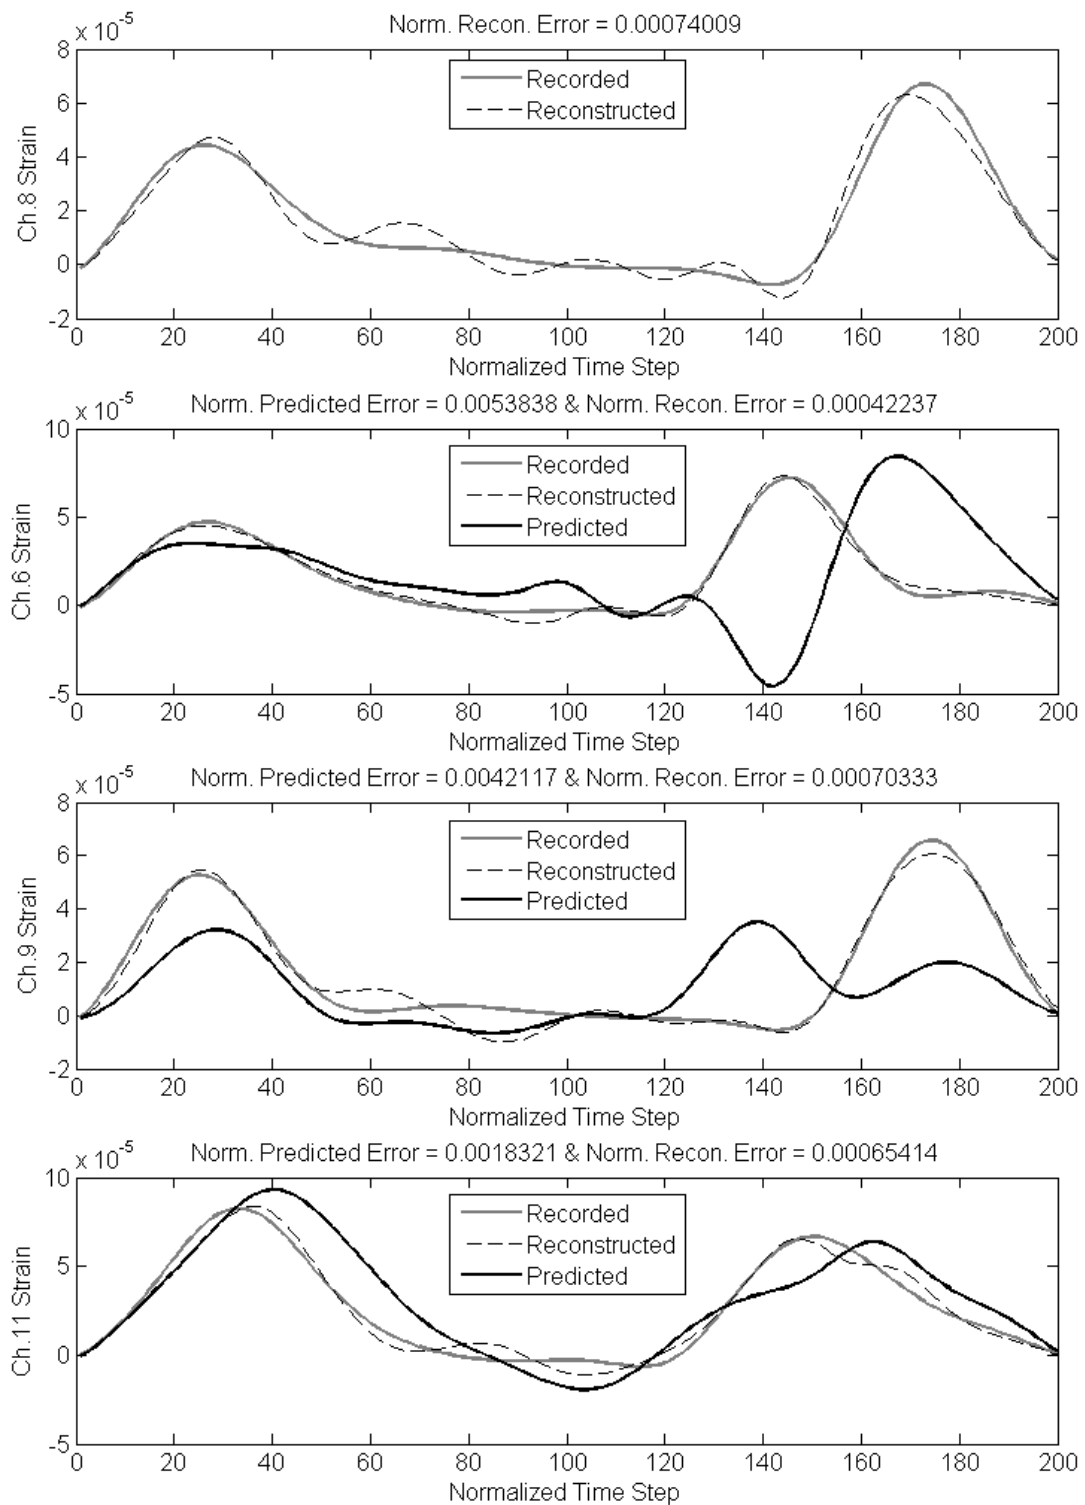 Norm. Recon. Error = 0.00074009
x 10^-5
8
6
4
2
0
-2
Ch.8 Strain
Recorded
Reconstructed
0 20 40 60 80 100 120 140 160 180 200
Normalized Time Step
Norm. Predicted Error = 0.0053838 & Norm. Recon. Error = 0.00042237
x 10^-5
10
5
0
-5
Ch.6 Strain
Recorded
Reconstructed
Predicted
0 20 40 60 80 100 120 140 160 180 200
Normalized Time Step
Norm. Predicted Error = 0.0042117 & Norm. Recon. Error = 0.00070333
x 10^-5
8
6
4
2
0
-2
Ch.9 Strain
Recorded
Reconstructed
Predicted
0 20 40 60 80 100 120 140 160 180 200
Normalized Time Step
Norm. Predicted Error = 0.0018321 & Norm. Recon. Error = 0.00065414
x 10^-5
10
5
0
-5
Ch.11 Strain
Recorded
Reconstructed
Predicted
0 20 40 60 80 100 120 140 160 180 200
Normalized Time Step